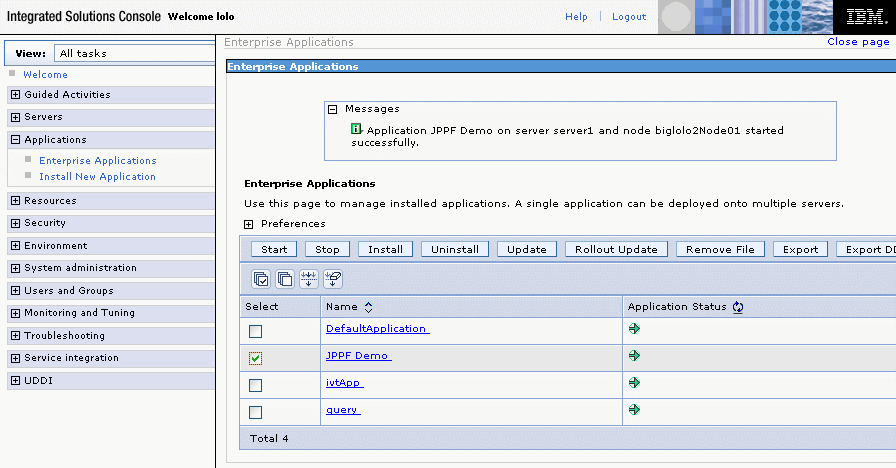 Integrated Solutions Console Welcome lolo
Help | Logout
IBM.
View: All tasks
Welcome
Guided Activities
Servers
Applications
Enterprise Applications
Install New Application
Resources
Security
Environment
System administration
Users and Groups
Monitoring and Tuning
Troubleshooting
Service integration
UDDI
Enterprise Applications
Close page
Enterprise Applications
Messages
Application JPPF Demo on server server1 and node biglolo2Node01 started
successfully.
Enterprise Applications
Use this page to manage installed applications. A single application can be deployed onto multiple servers.
Preferences
Start Stop Install Uninstall Update Rollout Update Remove File Export Export DD
Select Name Application Status
DefaultApplication
JPPF Demo
ivtApp
query
Total 4